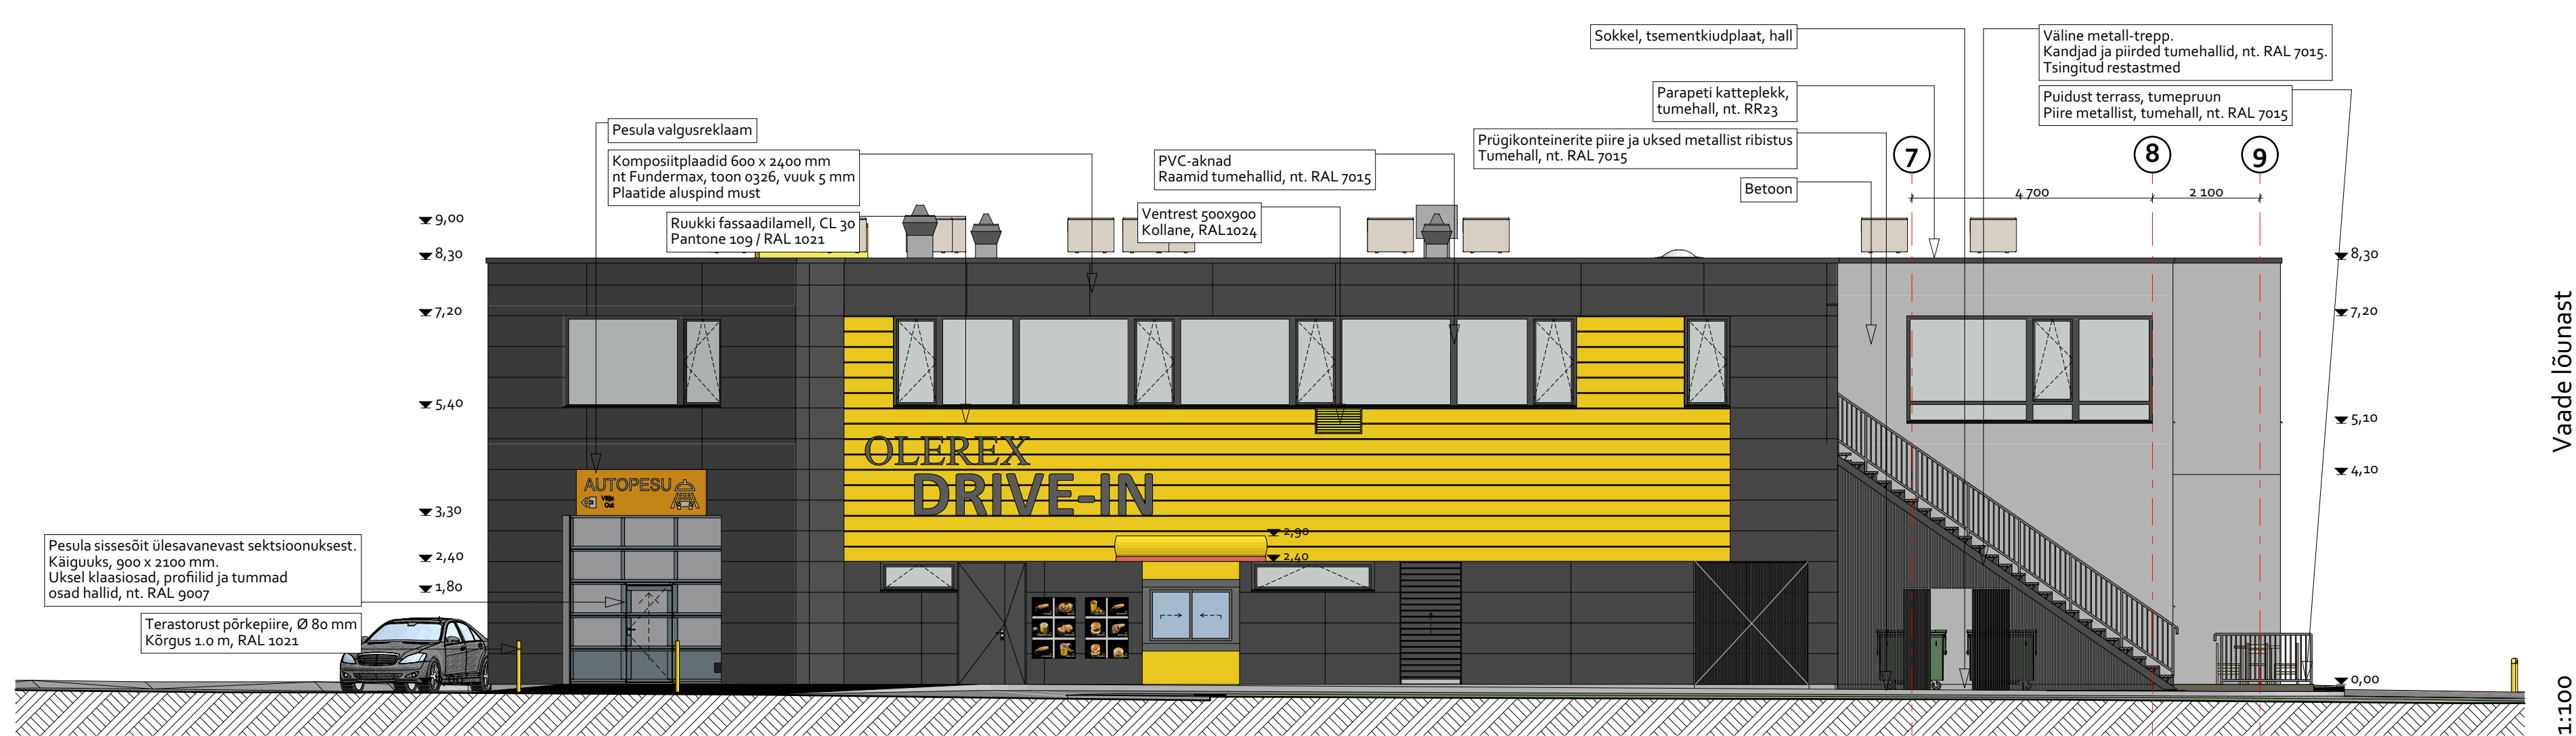 Sokkel, tsementkiudplaat, hall
Väline metall-trepp.
Kandjad ja piirded tumehallid, nt. RAL 7015.
Tsingitud restastmed
Parapeti katteplekk,
tumehall, nt. RR23
Puidust terrass, tumepruun
Piire metallist, tumehall, nt. RAL 7015
Pesula valgusreklaam
Prügikonteinerite piire ja uksed metallist ribistus
Tumehall, nt. RAL 7015
Komposiitplaadid 600 x 2400 mm
nt Fundermax, toon 0326, vuuk 5 mm
Plaatide aluspind must
PVC-aknad
Raamid tumehallid, nt. RAL 7015
Betoon
7
8
9
4 700
2 100
Ruukki fassaadilamell, CL 30
Pantone 109 / RAL 1021
Ventrest 500x900
Kollane, RAL1024
9,00
8,30
7,20
5,40
3,30
2,40
1,80
8,30
7,20
5,10
4,10
0,00
OLEREX
DRIVE-IN
AUTOPESU
Välja
Out
2,90
2,40
Pesula sissesõit ülesavanevast sektsioonuksest.
Käiguuks, 900 x 2100 mm.
Uksel klaasiosad, profiilid ja tummad
osad hallid, nt. RAL 9007
Terastorust põrkepiire, Ø 80 mm
Kõrgus 1.0 m, RAL 1021
Vaade lõunast
1:100